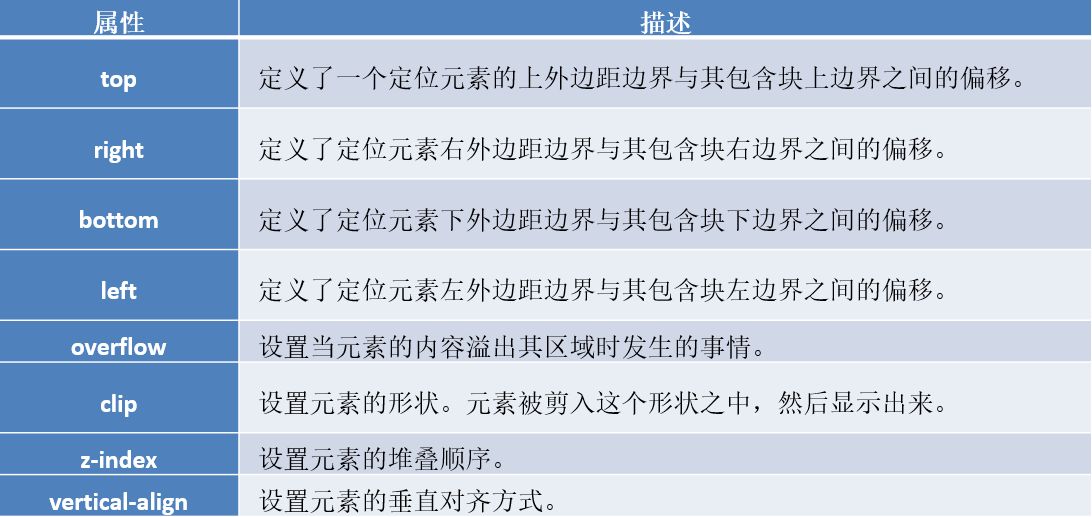 属性 描述
top 定义了一个定位元素的上外边距边界与其包含块上边界之间的偏移。
right 定义了定位元素右外边距边界与其包含块右边界之间的偏移。
bottom 定义了定位元素下外边距边界与其包含块下边界之间的偏移。
left 定义了定位元素左外边距边界与其包含块左边界之间的偏移。
overflow 设置当元素的内容溢出其区域时发生的事情。
clip 设置元素的形状。元素被剪入这个形状之中，然后显示出来。
z-index 设置元素的堆叠顺序。
vertical-align 设置元素的垂直对齐方式。